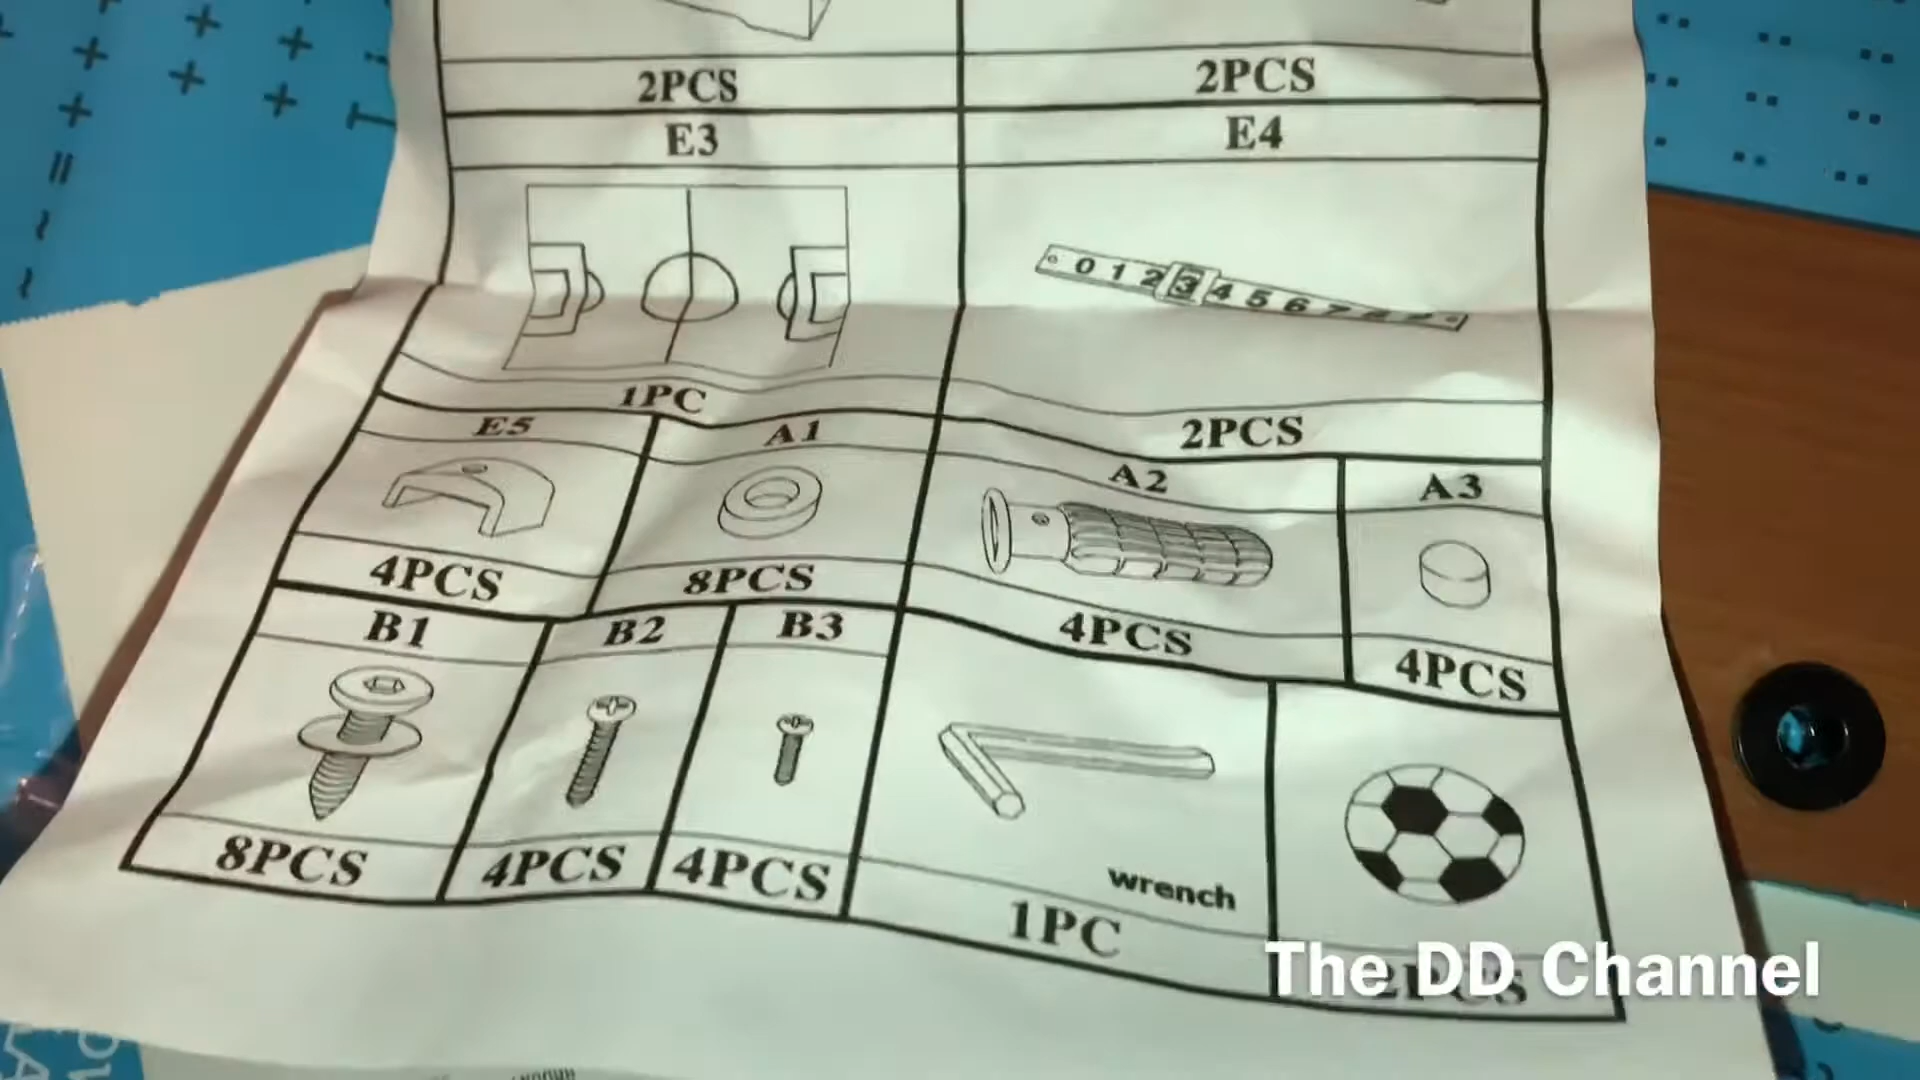 2PCS 2PCS
E3 E4
0 1 2 3 4 5 6 7
1PC 2PCS
E5 A1 A2 A3
4PCS 8PCS 4PCS 4PCS
B1 B2 B3
wrench
8PCS 4PCS 4PCS 1PC 2PCS
The DD Channel